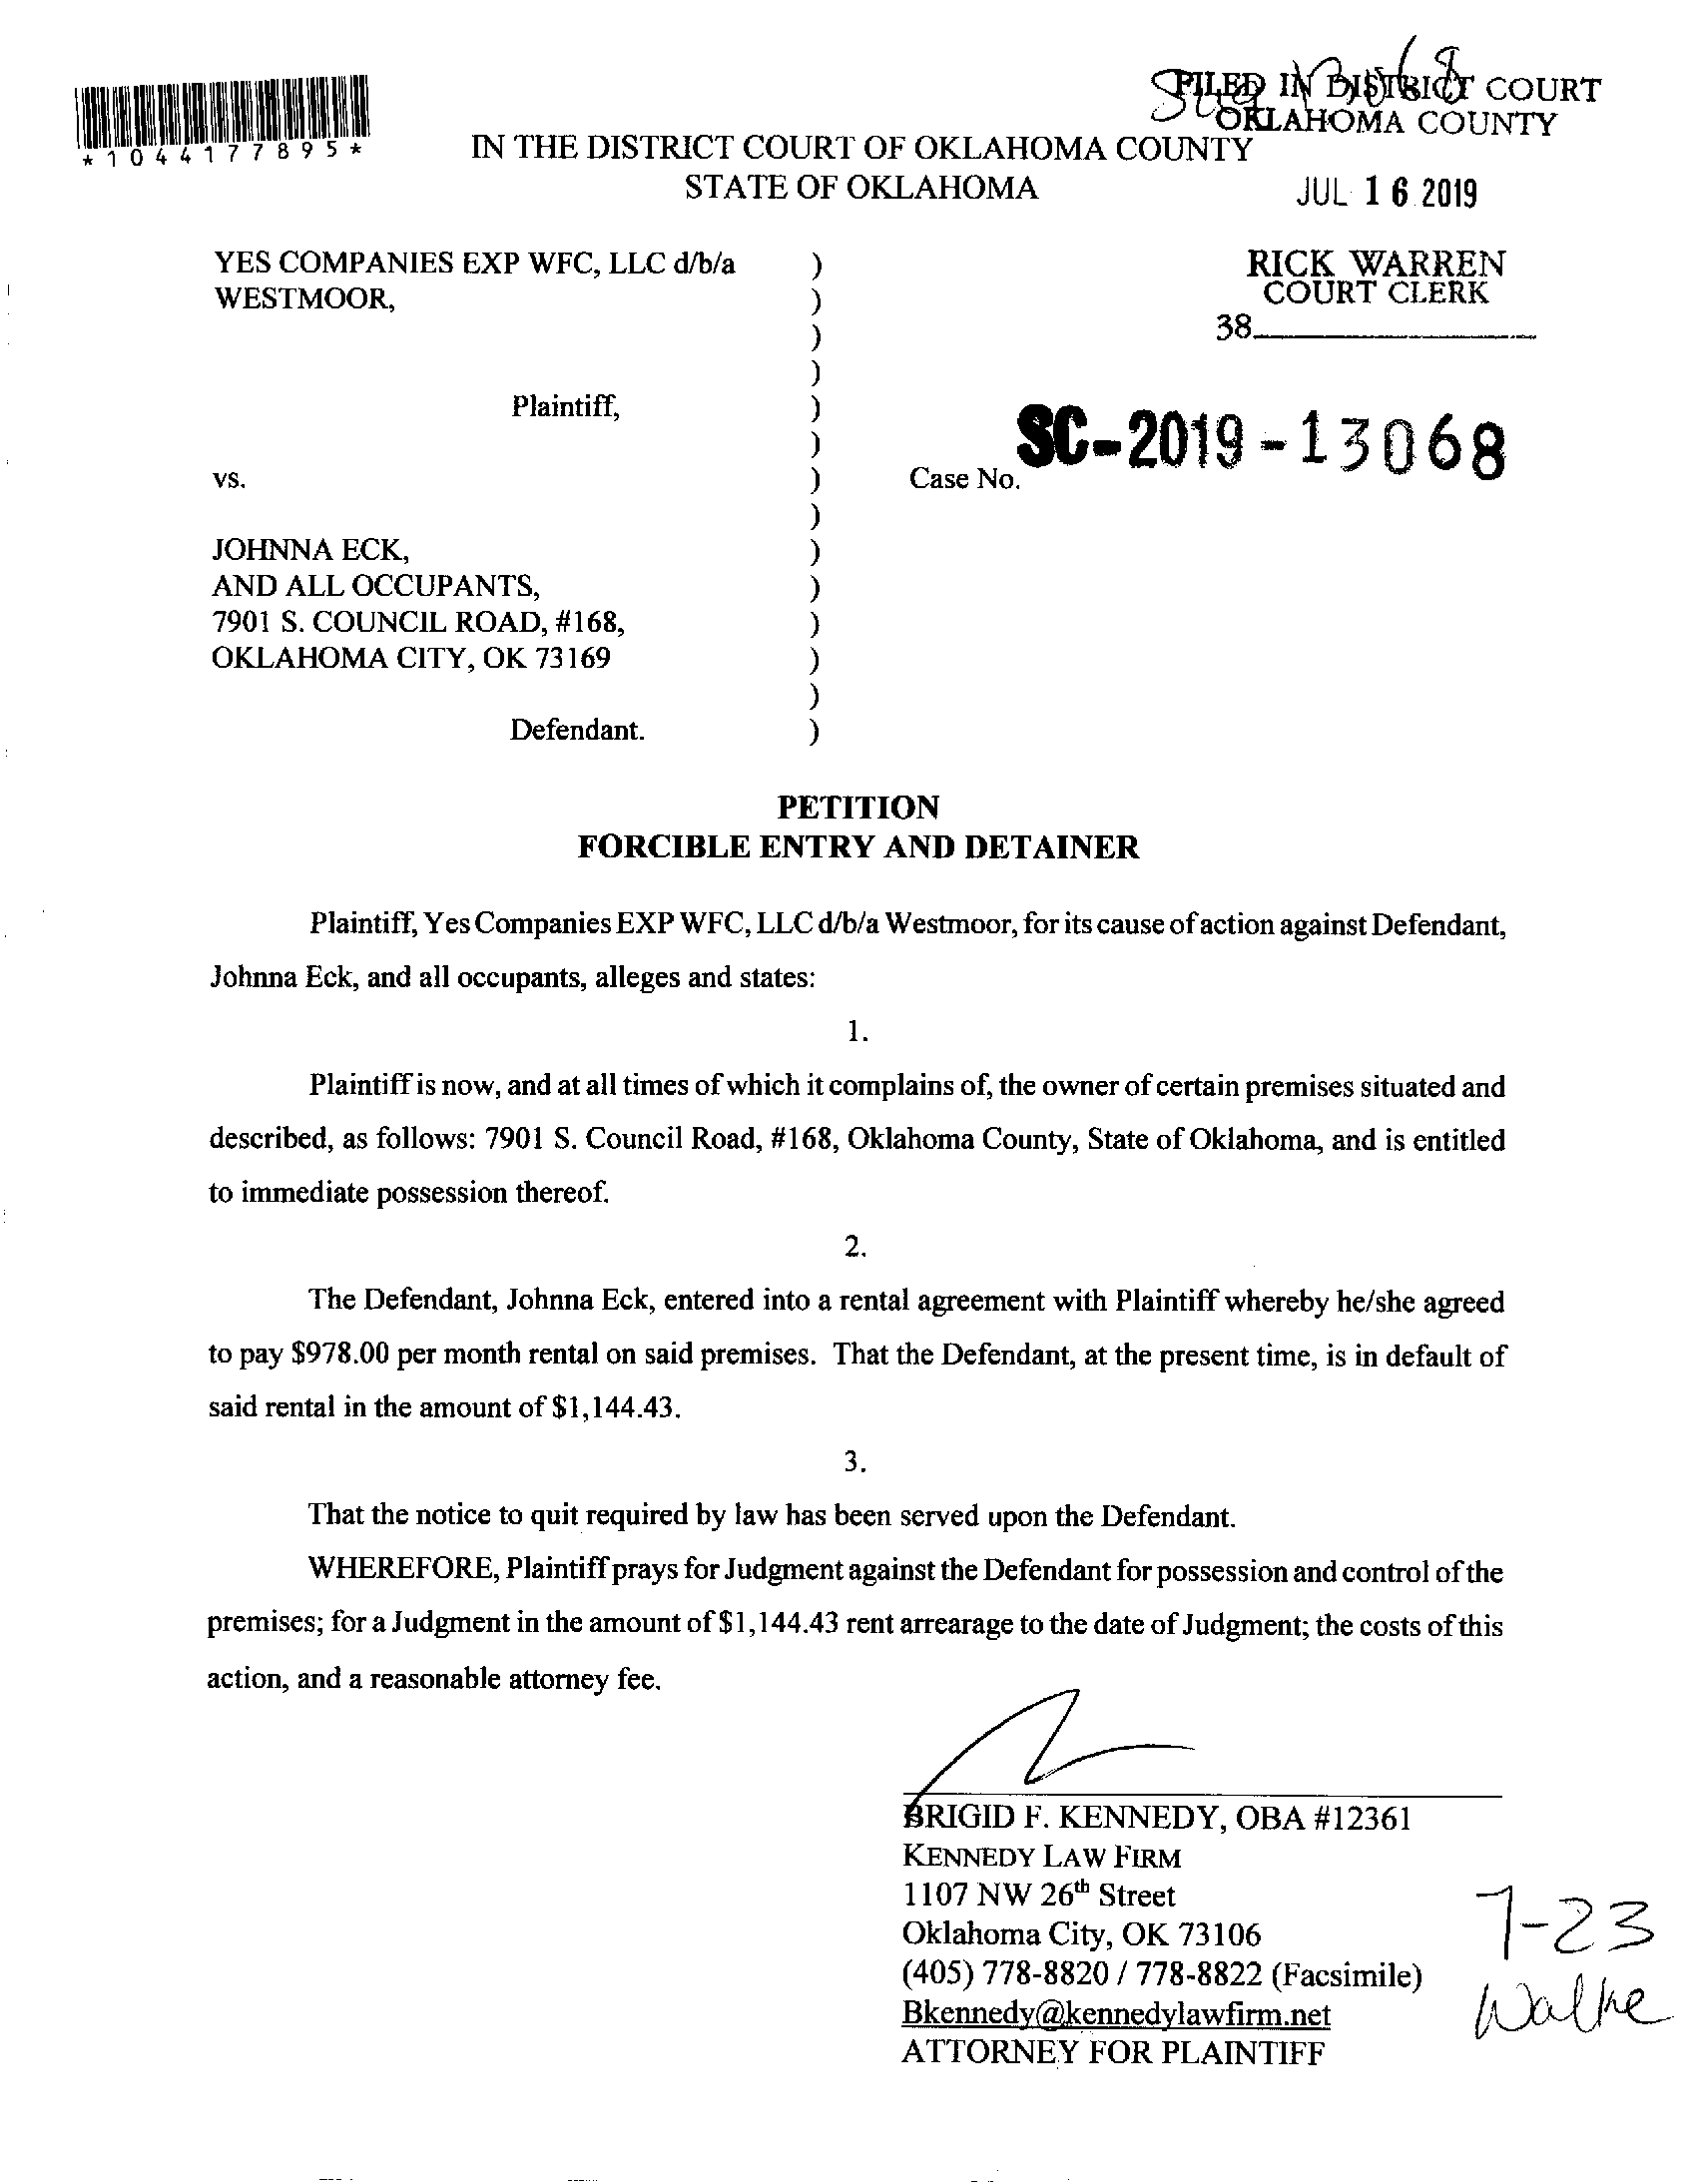 FILED IN DISTRICT COURT
OKLAHOMA COUNTY
*1044177895*
IN THE DISTRICT COURT OF OKLAHOMA COUNTY
STATE OF OKLAHOMA
JUL 16 2019
RICK WARREN
COURT CLERK
38
YES COMPANIES EXP WFC, LLC d/b/a )
WESTMOOR, )
)
)
Plaintiff, )
)
vs. ) Case No. SC-2019-13068
)
JOHNNA ECK, )
AND ALL OCCUPANTS, )
7901 S. COUNCIL ROAD, #168, )
OKLAHOMA CITY, OK 73169 )
)
Defendant. )
PETITION
FORCIBLE ENTRY AND DETAINER
Plaintiff, Yes Companies EXP WFC, LLC d/b/a Westmoor, for its cause of action against Defendant,
Johnna Eck, and all occupants, alleges and states:
1.
Plaintiff is now, and at all times of which it complains of, the owner of certain premises situated and
described, as follows: 7901 S. Council Road, #168, Oklahoma County, State of Oklahoma, and is entitled
to immediate possession thereof.
2.
The Defendant, Johnna Eck, entered into a rental agreement with Plaintiff whereby he/she agreed
to pay $978.00 per month rental on said premises. That the Defendant, at the present time, is in default of
said rental in the amount of $1,144.43.
3.
That the notice to quit required by law has been served upon the Defendant.
WHEREFORE, Plaintiff prays for Judgment against the Defendant for possession and control of the
premises; for a Judgment in the amount of $1,144.43 rent arrearage to the date of Judgment; the costs of this
action, and a reasonable attorney fee.
BRIGID F. KENNEDY, OBA #12361
KENNEDY LAW FIRM
1107 NW 26th Street
Oklahoma City, OK 73106
(405) 778-8820 / 778-8822 (Facsimile)
Bkennedy@kennedylawfirm.net
ATTORNEY FOR PLAINTIFF
7-23
Walke